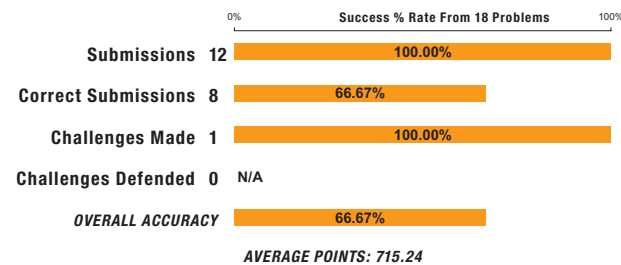 0% Success % Rate From 18 Problems 100%
Submissions 12 100.00%
Correct Submissions 8 66.67%
Challenges Made 1 100.00%
Challenges Defended 0 N/A
OVERALL ACCURACY 66.67%
AVERAGE POINTS: 715.24